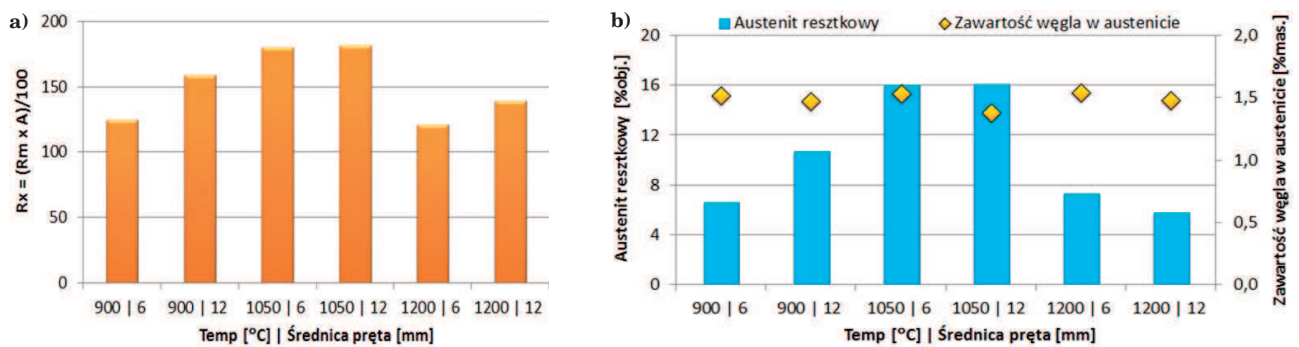 a)
Rx = (Rm x A)/100
200
150
100
50
0
900 | 6 900 | 12 1050 | 6 1050 | 12 1200 | 6 1200 | 12
Temp [°C] | Średnica pręta [mm]
b)
Austenit resztkowy Zawartość węgla w austenicie
Austenit resztkowy [%obj.]
20
16
12
8
4
0
2,0
1,5
1,0
0,5
0,0
Zawartość węgla w austenicie [%mas.]
900 | 6 900 | 12 1050 | 6 1050 | 12 1200 | 6 1200 | 12
Temp [°C] | Średnica pręta [mm]